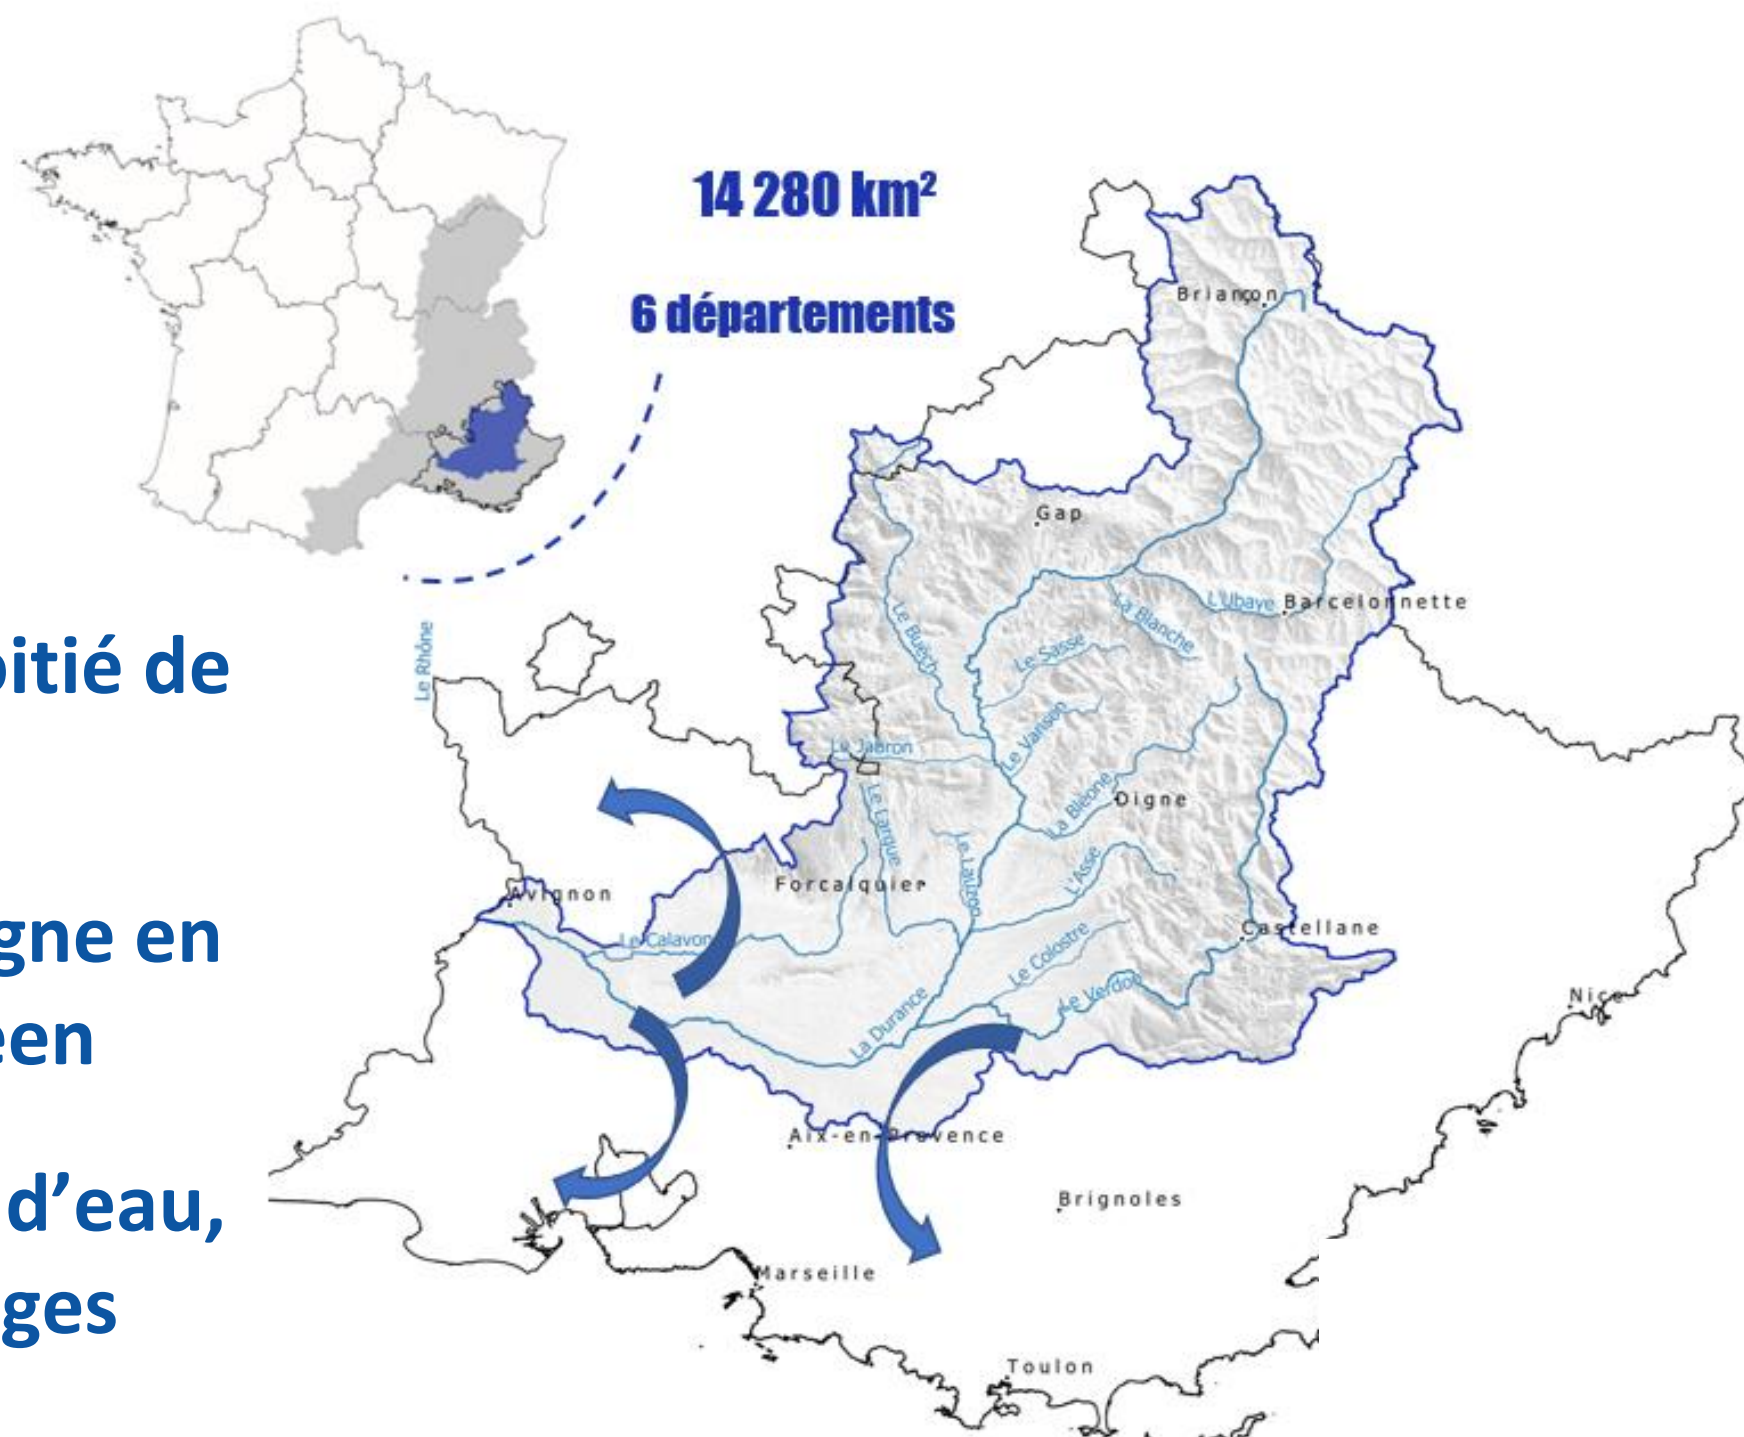 14 280 km²
6 départements
Briançon
Gap
Le Rhône
L'Ubaye
Barcelonnette
La Blanche
Le Buëch
Le Sasse
oitié de
Le Vanson
Le Jabron
La Bléone
Digne
Le Largue
Le Lauzon
L'Asse
Forcalquier
Avignon
Castellane
gne en
Le Calavon
Le Colostre
Le Verdon
Nice
La Durance
een
Aix-en-Provence
d’eau,
Brignoles
Marseille
ges
Toulon